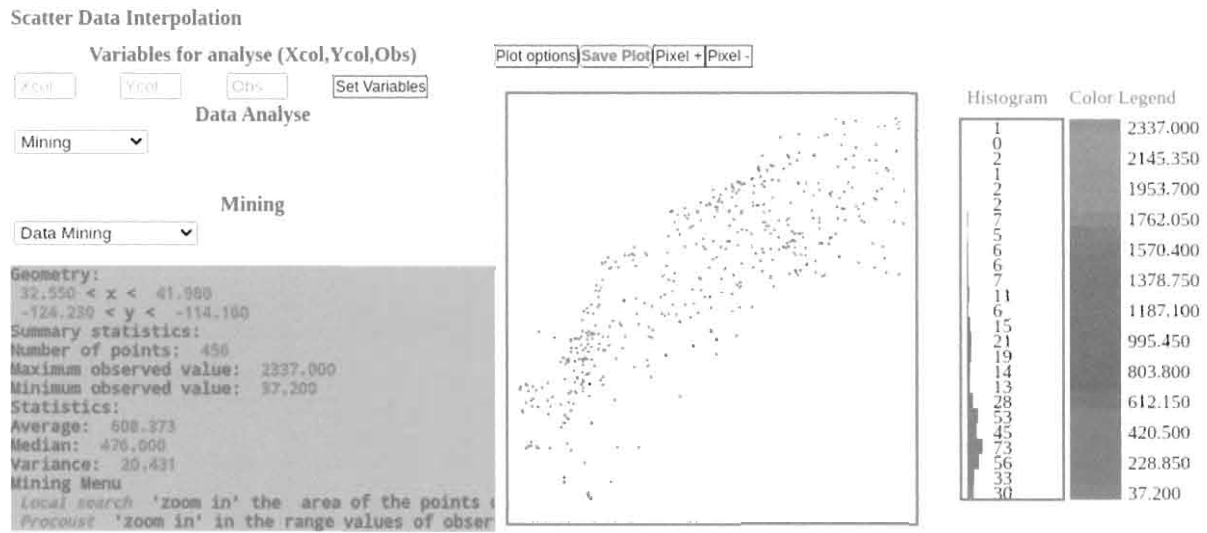 Scatter Data Interpolation
Variables for analyse (Xcol,Ycol,Obs)
Xcol Ycol Obs Set Variables
Data Analyse
Mining
Mining
Data Mining
Geometry:
32.550 < x < 41.980
-124.230 < y < -114.160
Summary statistics:
Number of points: 456
Maximum observed value: 2337.000
Minimum observed value: 37.200
Statistics:
Average: 608.373
Median: 476.000
Variance: 20.431
Mining Menu
Local search 'zoom in' the area of the points
Procoust 'zoom in' in the range values of obser
Plot options Save Plot Pixel + Pixel -
Histogram Color Legend
1
0
2
1
2
2
7
5
6
6
7
11
6
15
21
19
14
13
28
53
45
73
56
33
30
2337.000
2145.350
1953.700
1762.050
1570.400
1378.750
1187.100
995.450
803.800
612.150
420.500
228.850
37.200